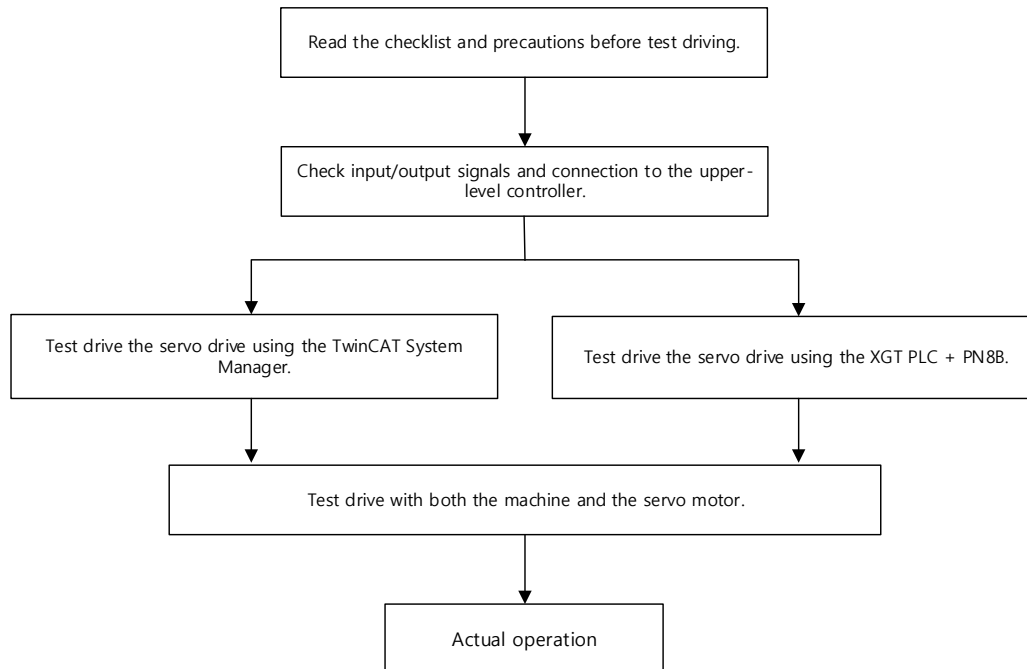 Read the checklist and precautions before test driving.
Check input/output signals and connection to the upper-
level controller.
Test drive the servo drive using the TwinCAT System
Manager.
Test drive the servo drive using the XGT PLC + PN8B.
Test drive with both the machine and the servo motor.
Actual operation